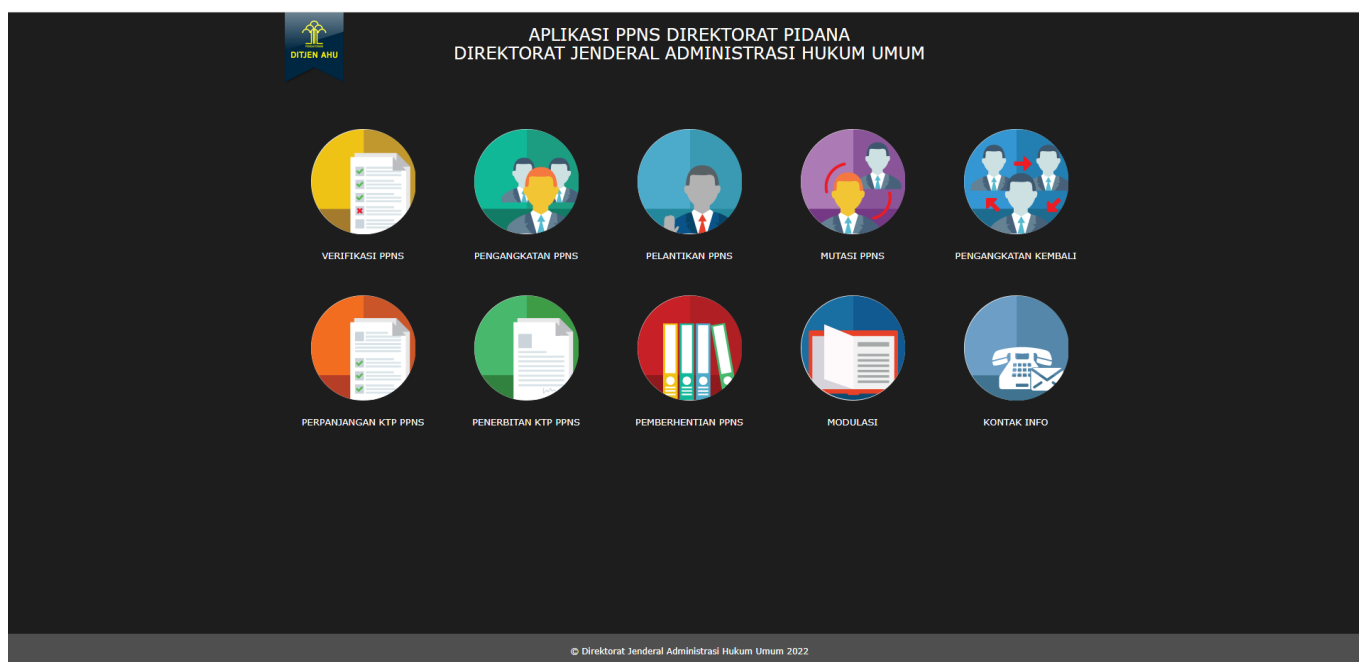 DITJEN AHU
APLIKASI PPNS DIREKTORAT PIDANA
DIREKTORAT JENDERAL ADMINISTRASI HUKUM UMUM
VERIFIKASI PPNS
PENGANGKATAN PPNS
PELANTIKAN PPNS
MUTASI PPNS
PENGANGKATAN KEMBALI
PERPANJANGAN KTP PPNS
PENERBITAN KTP PPNS
PEMBERHENTIAN PPNS
MODULASI
KONTAK INFO
© Direktorat Jenderal Administrasi Hukum Umum 2022